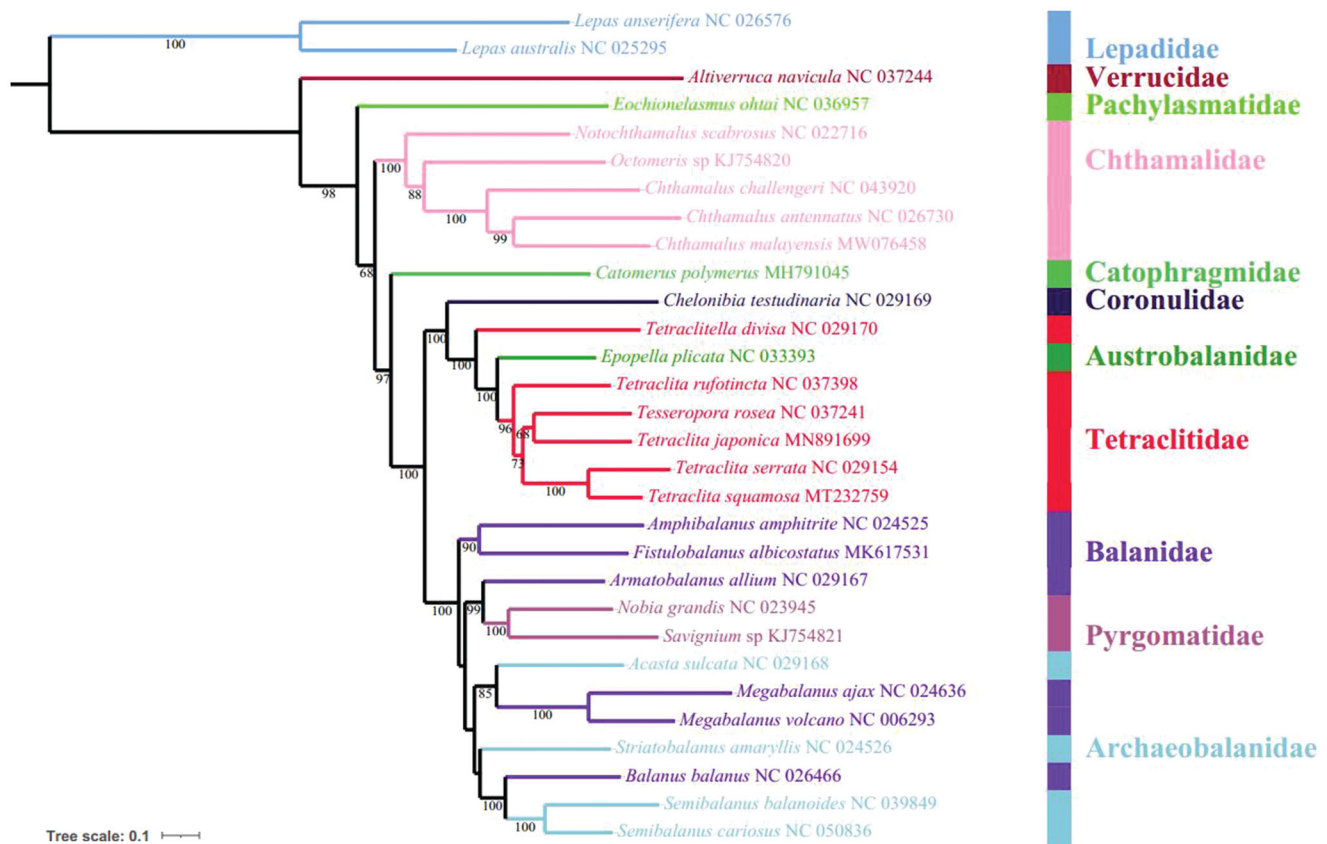 Lepas anserifera NC 026576
100
Lepas australis NC 025295
Lepadidae
Altiverruca navicula NC 037244
Verrucidae
Eochionelasmus ohtai NC 036957
Pachylasmatidae
Notochthamalus scabrosus NC 022716
100
Octomeris sp KJ754820
Chthamalidae
98
88
Chthamalus challengeri NC 043920
100
Chthamalus antennatus NC 026730
99
Chthamalus malayensis MW076458
68
Catomerus polymerus MH791045
Catophragmidae
Chelonibia testudinaria NC 029169
Coronulidae
100
Tetraclitella divisa NC 029170
100
Epopella plicata NC 033393
Austrobalanidae
97
Tetraclita rufotincta NC 037398
100
Tesseropora rosea NC 037241
96
68
Tetraclita japonica MN891699
Tetraclitidae
73
Tetraclita serrata NC 029154
100
100
Tetraclita squamosa MT232759
Amphibalanus amphitrite NC 024525
90
Balanidae
Fistulobalanus albicostatus MK617531
Armatobalanus allium NC 029167
100
99
Nobia grandis NC 023945
100
Savignium sp KJ754821
Pyrgomatidae
Acasta sulcata NC 029168
85
Megabalanus ajax NC 024636
100
Megabalanus volcano NC 006293
Striatobalanus amaryllis NC 024526
Archaeobalanidae
Balanus balanus NC 026466
100
Semibalanus balanoides NC 039849
100
Semibalanus cariosus NC 050836
Tree scale: 0.1